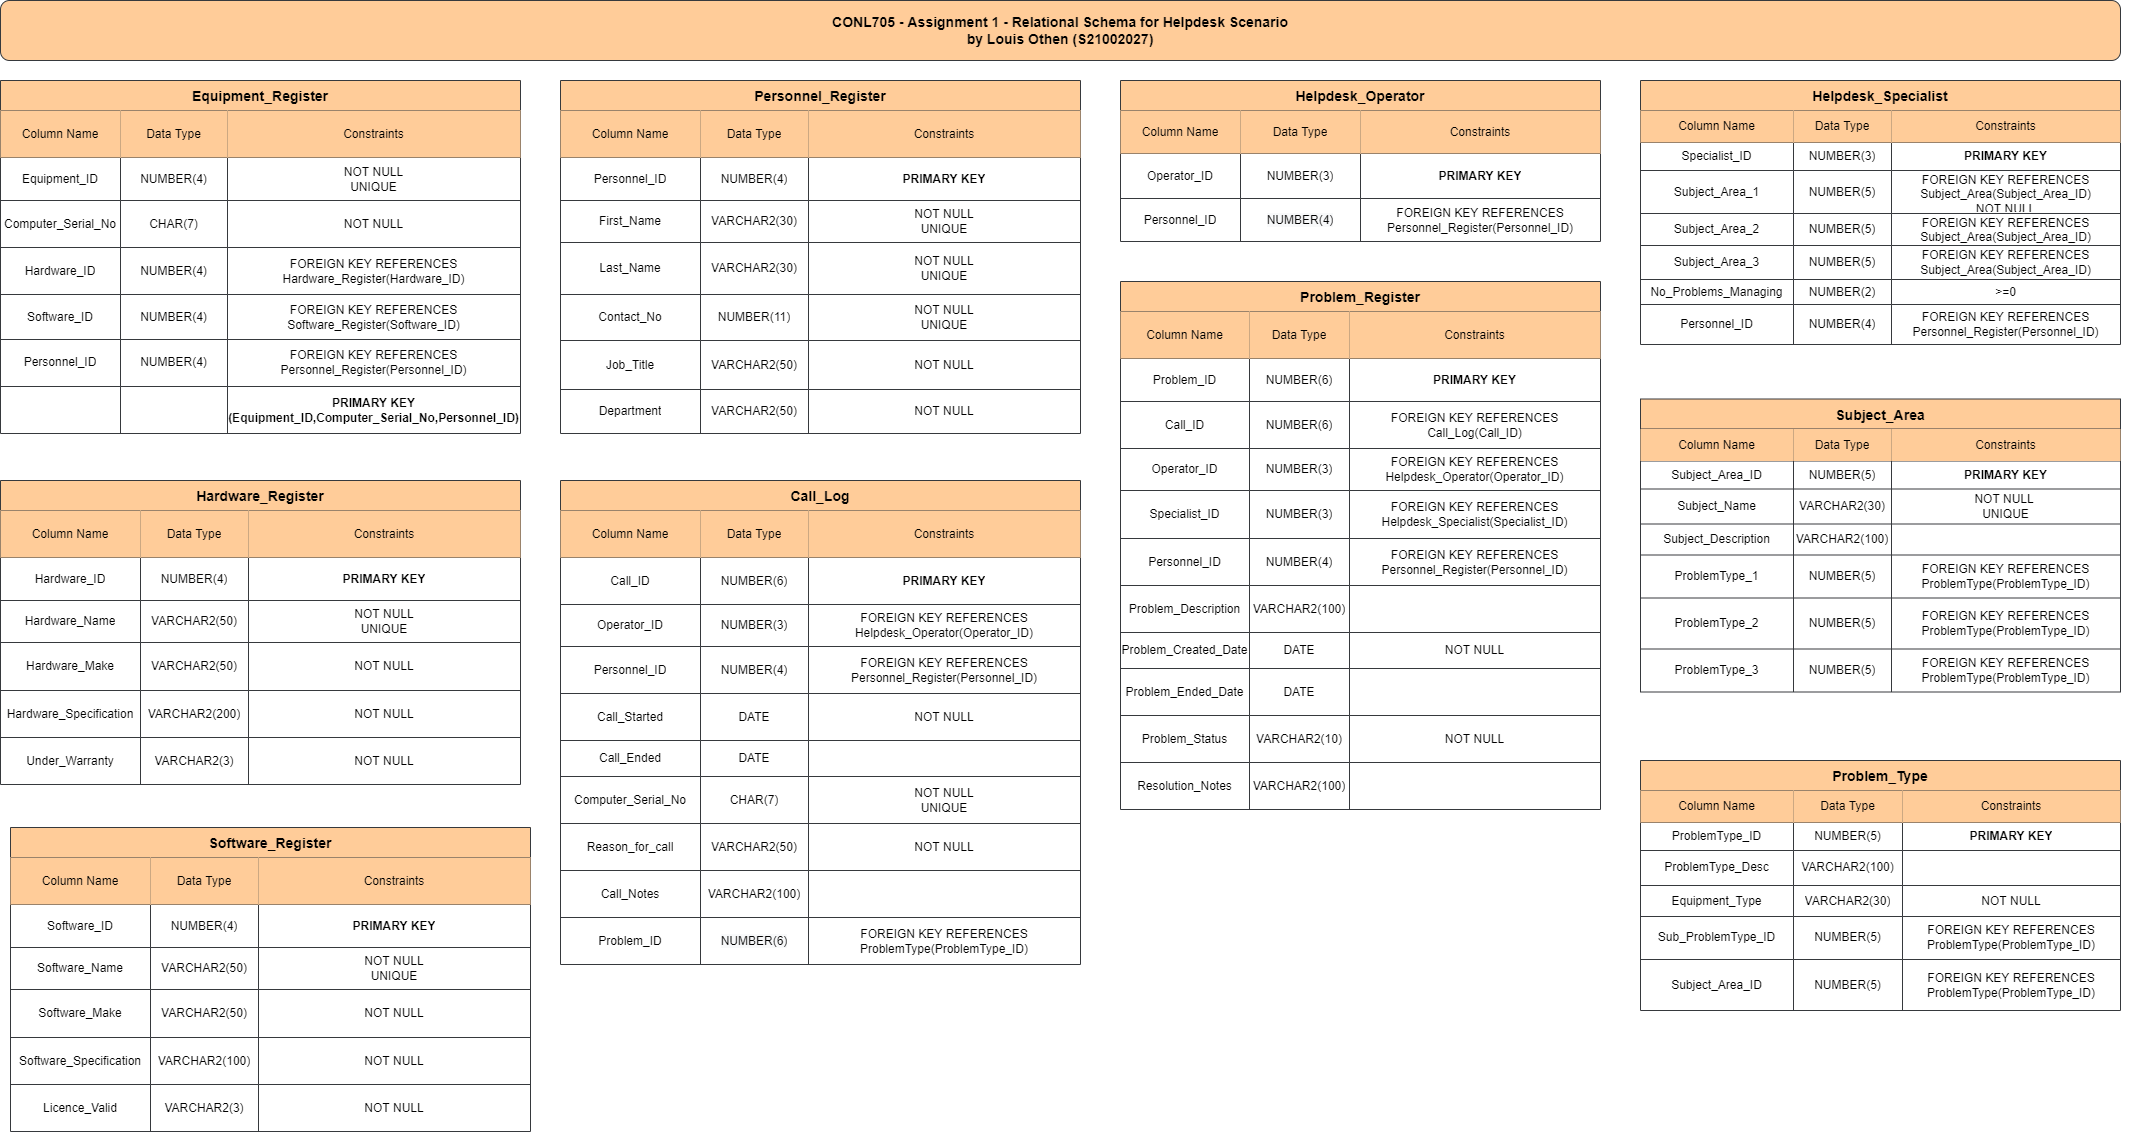 CONL705 - Assignment 1 - Relational Schema for Helpdesk Scenario
by Louis Othen (S21002027)
Equipment_Register
Column Name Data Type Constraints
Equipment_ID NUMBER(4) NOT NULL
UNIQUE
Computer_Serial_No CHAR(7) NOT NULL
Hardware_ID NUMBER(4) FOREIGN KEY REFERENCES
Hardware_Register(Hardware_ID)
Software_ID NUMBER(4) FOREIGN KEY REFERENCES
Software_Register(Software_ID)
Personnel_ID NUMBER(4) FOREIGN KEY REFERENCES
Personnel_Register(Personnel_ID)
PRIMARY KEY
(Equipment_ID,Computer_Serial_No,Personnel_ID)
Hardware_Register
Column Name Data Type Constraints
Hardware_ID NUMBER(4) PRIMARY KEY
Hardware_Name VARCHAR2(50) NOT NULL
UNIQUE
Hardware_Make VARCHAR2(50) NOT NULL
Hardware_Specification VARCHAR2(200) NOT NULL
Under_Warranty VARCHAR2(3) NOT NULL
Software_Register
Column Name Data Type Constraints
Software_ID NUMBER(4) PRIMARY KEY
Software_Name VARCHAR2(50) NOT NULL
UNIQUE
Software_Make VARCHAR2(50) NOT NULL
Software_Specification VARCHAR2(100) NOT NULL
Licence_Valid VARCHAR2(3) NOT NULL
Personnel_Register
Column Name Data Type Constraints
Personnel_ID NUMBER(4) PRIMARY KEY
First_Name VARCHAR2(30) NOT NULL
UNIQUE
Last_Name VARCHAR2(30) NOT NULL
UNIQUE
Contact_No NUMBER(11) NOT NULL
UNIQUE
Job_Title VARCHAR2(50) NOT NULL
Department VARCHAR2(50) NOT NULL
Call_Log
Column Name Data Type Constraints
Call_ID NUMBER(6) PRIMARY KEY
Operator_ID NUMBER(3) FOREIGN KEY REFERENCES
Helpdesk_Operator(Operator_ID)
Personnel_ID NUMBER(4) FOREIGN KEY REFERENCES
Personnel_Register(Personnel_ID)
Call_Started DATE NOT NULL
Call_Ended DATE
Computer_Serial_No CHAR(7) NOT NULL
UNIQUE
Reason_for_call VARCHAR2(50) NOT NULL
Call_Notes VARCHAR2(100)
Problem_ID NUMBER(6) FOREIGN KEY REFERENCES
ProblemType(ProblemType_ID)
Helpdesk_Operator
Column Name Data Type Constraints
Operator_ID NUMBER(3) PRIMARY KEY
Personnel_ID NUMBER(4) FOREIGN KEY REFERENCES
Personnel_Register(Personnel_ID)
Problem_Register
Column Name Data Type Constraints
Problem_ID NUMBER(6) PRIMARY KEY
Call_ID NUMBER(6) FOREIGN KEY REFERENCES
Call_Log(Call_ID)
Operator_ID NUMBER(3) FOREIGN KEY REFERENCES
Helpdesk_Operator(Operator_ID)
Specialist_ID NUMBER(3) FOREIGN KEY REFERENCES
Helpdesk_Specialist(Specialist_ID)
Personnel_ID NUMBER(4) FOREIGN KEY REFERENCES
Personnel_Register(Personnel_ID)
Problem_Description VARCHAR2(100)
Problem_Created_Date DATE NOT NULL
Problem_Ended_Date DATE
Problem_Status VARCHAR2(10) NOT NULL
Resolution_Notes VARCHAR2(100)
Helpdesk_Specialist
Column Name Data Type Constraints
Specialist_ID NUMBER(3) PRIMARY KEY
Subject_Area_1 NUMBER(5) FOREIGN KEY REFERENCES
Subject_Area(Subject_Area_ID)
NOT NULL
Subject_Area_2 NUMBER(5) FOREIGN KEY REFERENCES
Subject_Area(Subject_Area_ID)
Subject_Area_3 NUMBER(5) FOREIGN KEY REFERENCES
Subject_Area(Subject_Area_ID)
No_Problems_Managing NUMBER(2) >=0
Personnel_ID NUMBER(4) FOREIGN KEY REFERENCES
Personnel_Register(Personnel_ID)
Subject_Area
Column Name Data Type Constraints
Subject_Area_ID NUMBER(5) PRIMARY KEY
Subject_Name VARCHAR2(30) NOT NULL
UNIQUE
Subject_Description VARCHAR2(100)
ProblemType_1 NUMBER(5) FOREIGN KEY REFERENCES
ProblemType(ProblemType_ID)
ProblemType_2 NUMBER(5) FOREIGN KEY REFERENCES
ProblemType(ProblemType_ID)
ProblemType_3 NUMBER(5) FOREIGN KEY REFERENCES
ProblemType(ProblemType_ID)
Problem_Type
Column Name Data Type Constraints
ProblemType_ID NUMBER(5) PRIMARY KEY
ProblemType_Desc VARCHAR2(100)
Equipment_Type VARCHAR2(30) NOT NULL
Sub_ProblemType_ID NUMBER(5) FOREIGN KEY REFERENCES
ProblemType(ProblemType_ID)
Subject_Area_ID NUMBER(5) FOREIGN KEY REFERENCES
ProblemType(ProblemType_ID)